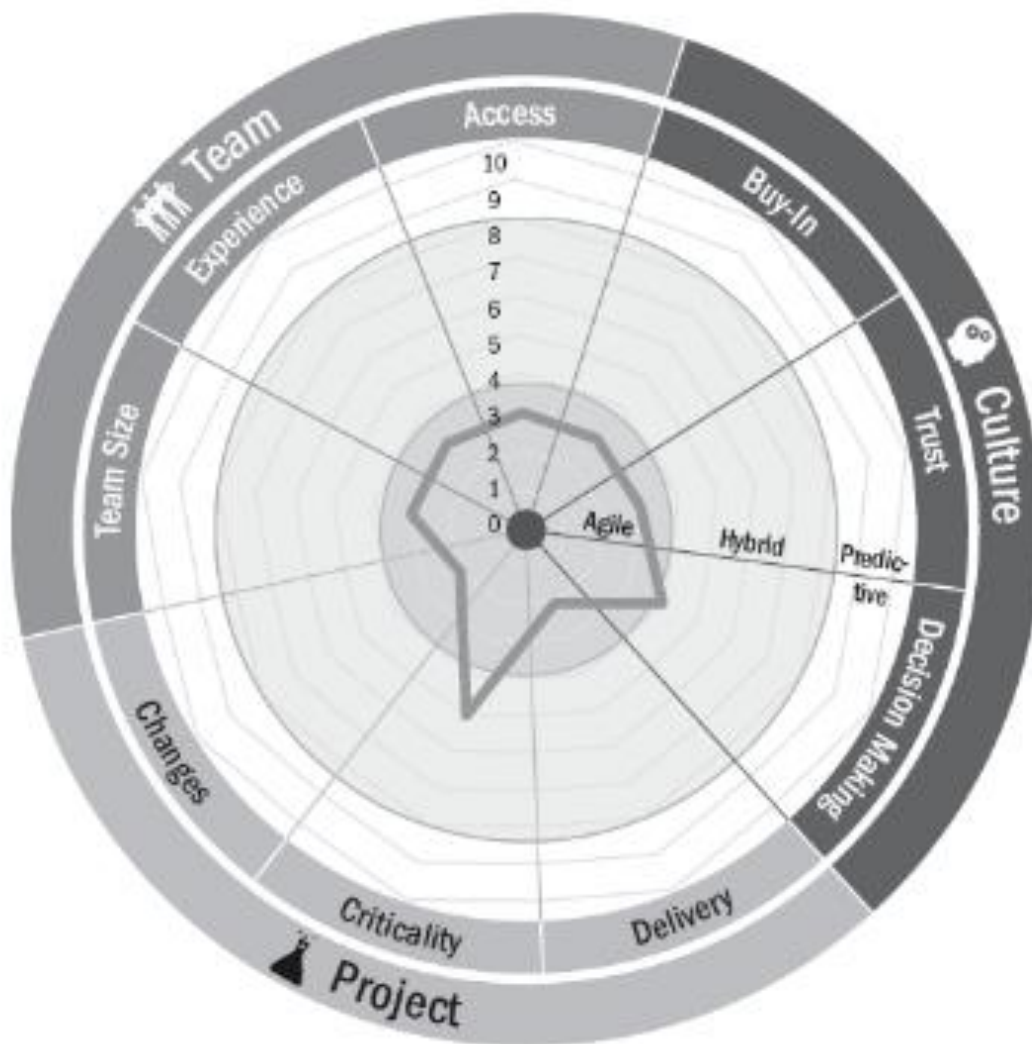 Team
Access
Experience
Team Size
Buy-In
Trust
Decision Making
Culture
10
9
8
7
6
5
4
3
2
1
0
Agile
Hybrid
Predic-
tive
Changes
Criticality
Delivery
Project